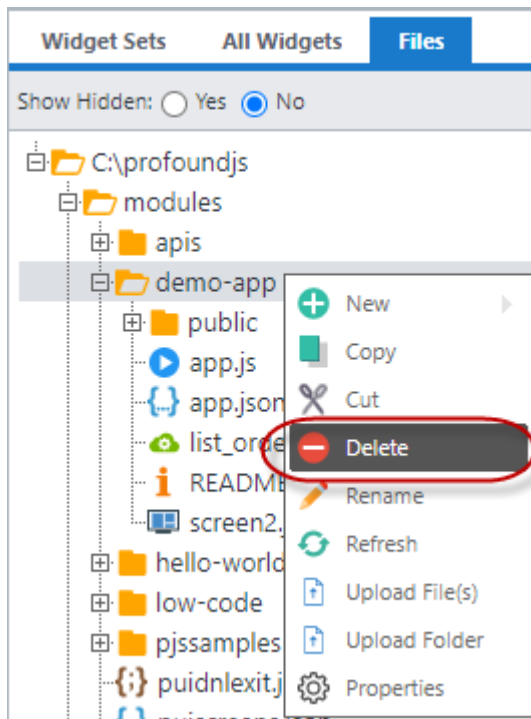 Widget Sets All Widgets Files
Show Hidden: Yes No
C:\profoundjs
modules
apis
demo-app
public
app.js
app.json
list_orde
README
screen2.
hello-world
low-code
pjssamples
puidnlexit.j
New
Copy
Cut
Delete
Rename
Refresh
Upload File(s)
Upload Folder
Properties